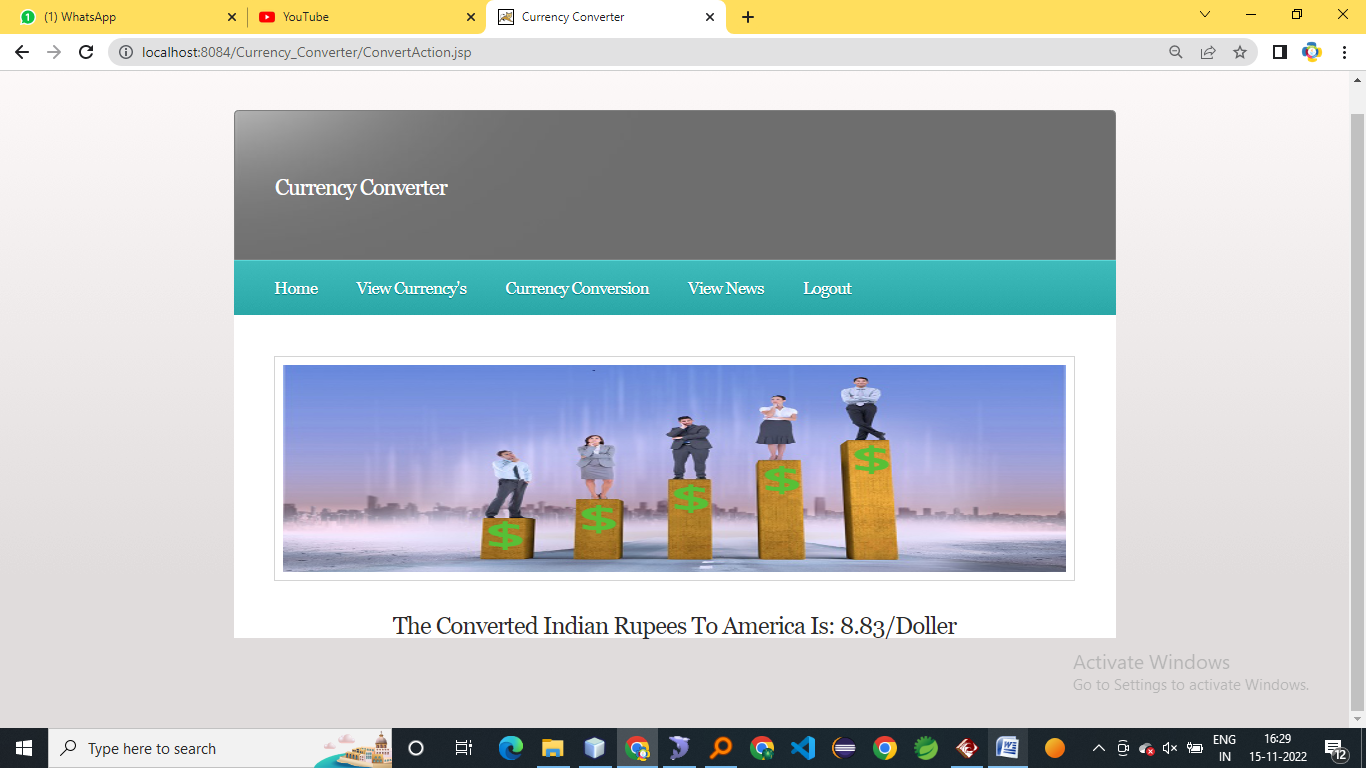 (1) WhatsApp
YouTube
Currency Converter
localhost:8084/Currency_Converter/ConvertAction.jsp
Currency Converter
Home View Currency's Currency Conversion View News Logout
$ $ $ $ $
The Converted Indian Rupees To America Is: 8.83/Doller
Activate Windows
Go to Settings to activate Windows.
Type here to search
ENG
IN
16:29
15-11-2022
12